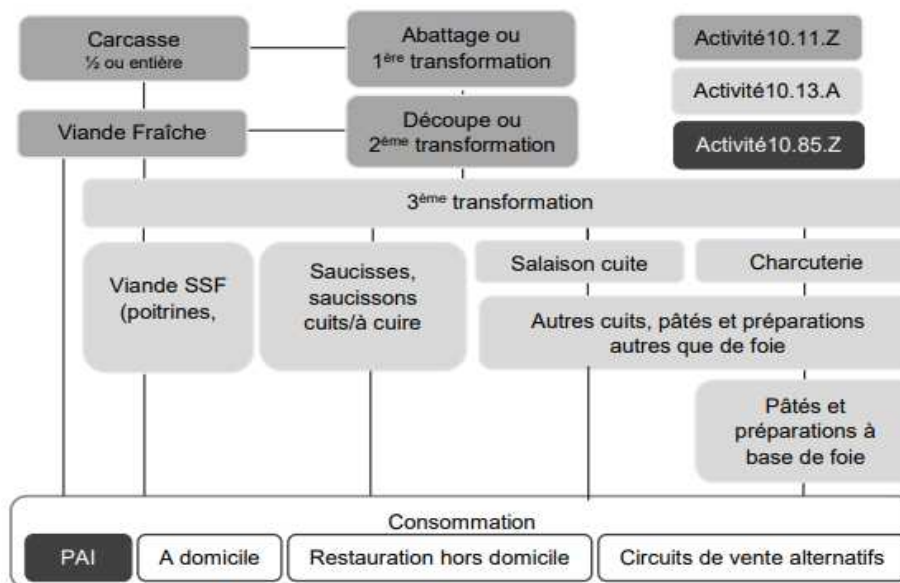 Carcasse
½ ou entière
Abattage ou
1ère transformation
Activité10.11.Z
Activité10.13.A
Viande Fraîche
Découpe ou
2ème transformation
Activité10.85.Z
3ème transformation
Viande SSF
(poitrines,
Saucisses,
saucissons
cuits/à cuire
Salaison cuite
Charcuterie
Autres cuits, pâtés et préparations
autres que de foie
Pâtés et
préparations à
base de foie
Consommation
PAI
A domicile
Restauration hors domicile
Circuits de vente alternatifs